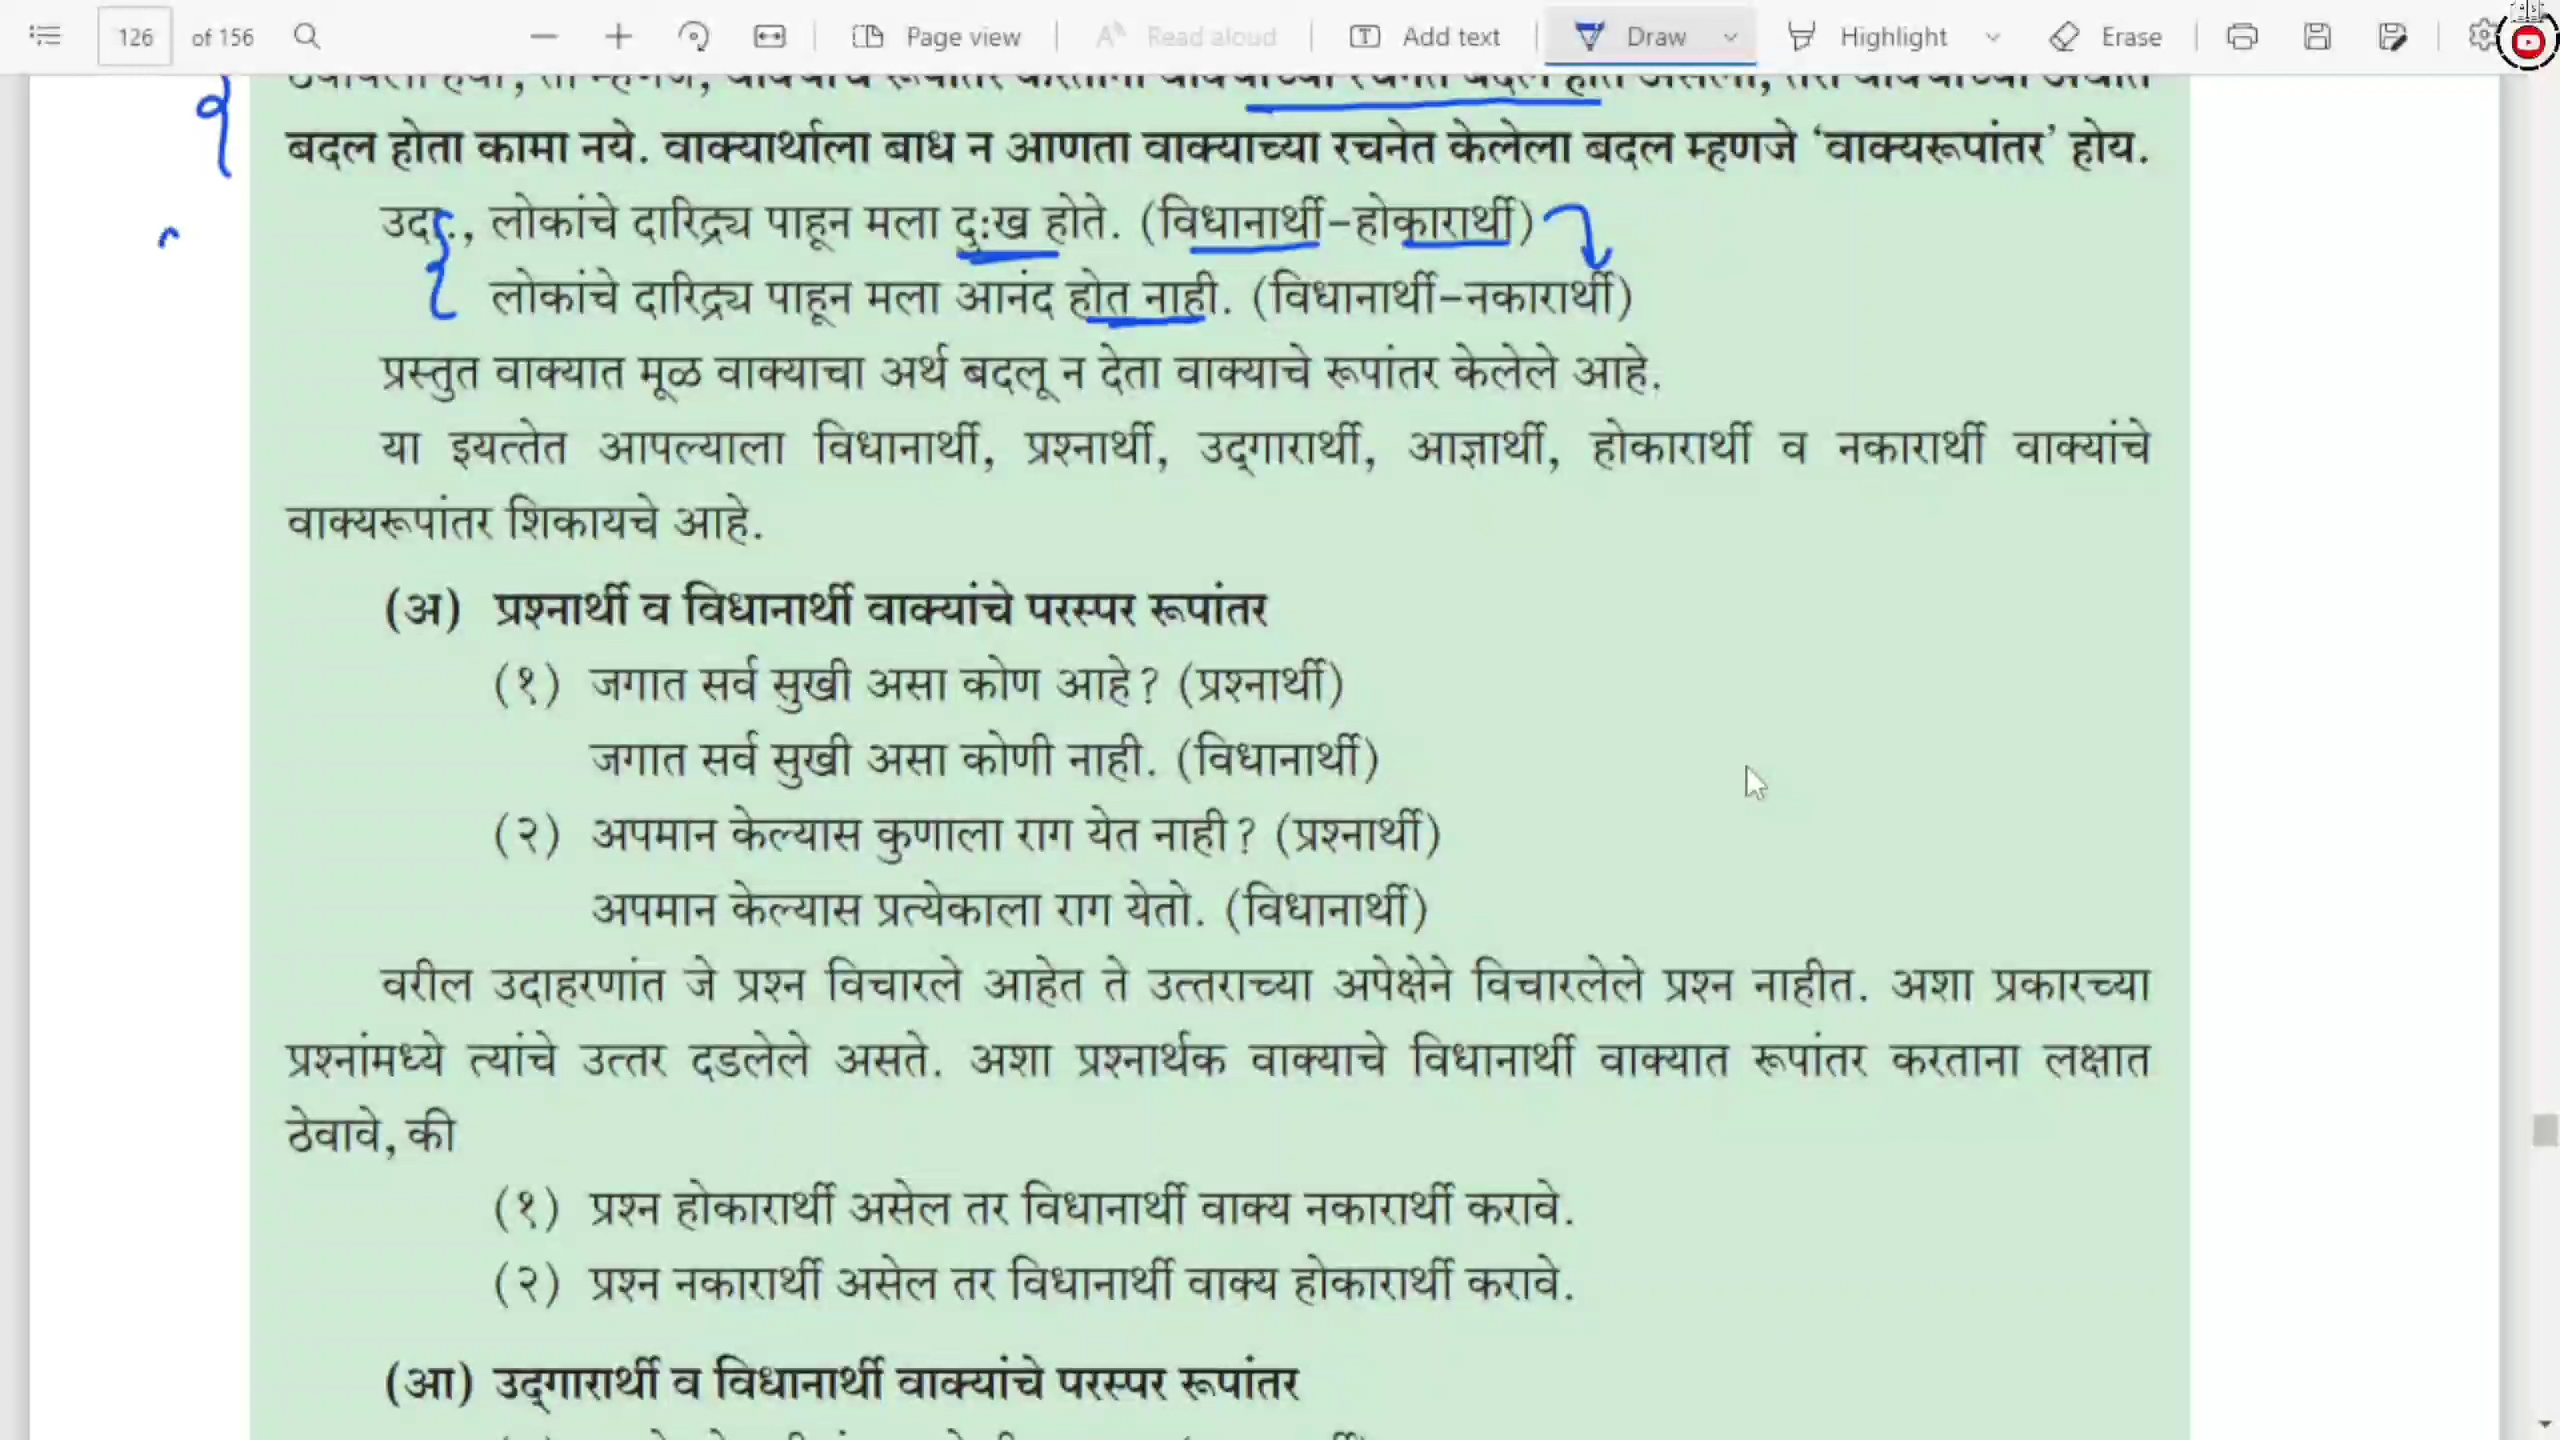 126 of 156 Page view Read aloud Add text Draw Highlight Erase
बदल होता कामा नये. वाक्यार्थाला बाध न आणता वाक्याच्या रचनेत केलेला बदल म्हणजे ‘वाक्यरूपांतर’ होय.
उदा., लोकांचे दारिद्र्य पाहून मला दुःख होते. (विधानार्थी-होकारार्थी)
लोकांचे दारिद्र्य पाहून मला आनंद होत नाही. (विधानार्थी-नकारार्थी)
प्रस्तुत वाक्यात मूळ वाक्याचा अर्थ बदलू न देता वाक्याचे रूपांतर केलेले आहे.
या इयत्तेत आपल्याला विधानार्थी, प्रश्नार्थी, उद्‌गारार्थी, आज्ञार्थी, होकारार्थी व नकारार्थी वाक्यांचे
वाक्यरूपांतर शिकायचे आहे.
(अ) प्रश्नार्थी व विधानार्थी वाक्यांचे परस्पर रूपांतर
(१) जगात सर्व सुखी असा कोण आहे? (प्रश्नार्थी)
जगात सर्व सुखी असा कोणी नाही. (विधानार्थी)
(२) अपमान केल्यास कुणाला राग येत नाही? (प्रश्नार्थी)
अपमान केल्यास प्रत्येकाला राग येतो. (विधानार्थी)
वरील उदाहरणांत जे प्रश्न विचारले आहेत ते उत्तराच्या अपेक्षेने विचारलेले प्रश्न नाहीत. अशा प्रकारच्या
प्रश्नांमध्ये त्यांचे उत्तर दडलेले असते. अशा प्रश्नार्थक वाक्याचे विधानार्थी वाक्यात रूपांतर करताना लक्षात
ठेवावे, की
(१) प्रश्न होकारार्थी असेल तर विधानार्थी वाक्य नकारार्थी करावे.
(२) प्रश्न नकारार्थी असेल तर विधानार्थी वाक्य होकारार्थी करावे.
(आ) उद्‌गारार्थी व विधानार्थी वाक्यांचे परस्पर रूपांतर